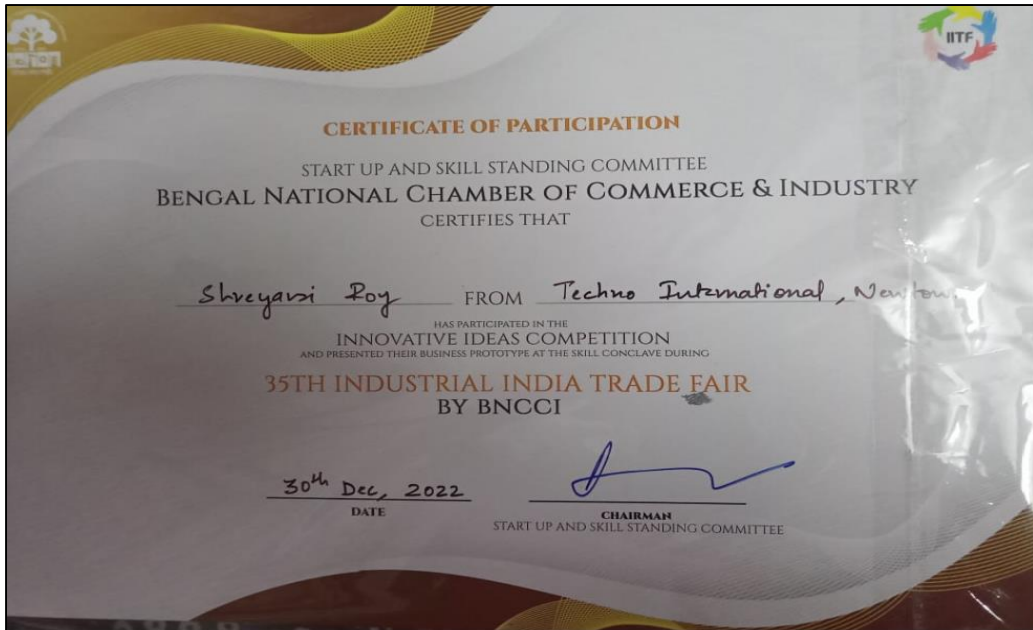 IITF
CERTIFICATE OF PARTICIPATION
START UP AND SKILL STANDING COMMITTEE
BENGAL NATIONAL CHAMBER OF COMMERCE & INDUSTRY
CERTIFIES THAT
Shreyarsi Roy FROM Techno International, Newtown
HAS PARTICIPATED IN THE
INNOVATIVE IDEAS COMPETITION
AND PRESENTED THEIR BUSINESS PROTOTYPE AT THE SKILL CONCLAVE DURING
35TH INDUSTRIAL INDIA TRADE FAIR
BY BNCCI
30th Dec, 2022
DATE
CHAIRMAN
START UP AND SKILL STANDING COMMITTEE